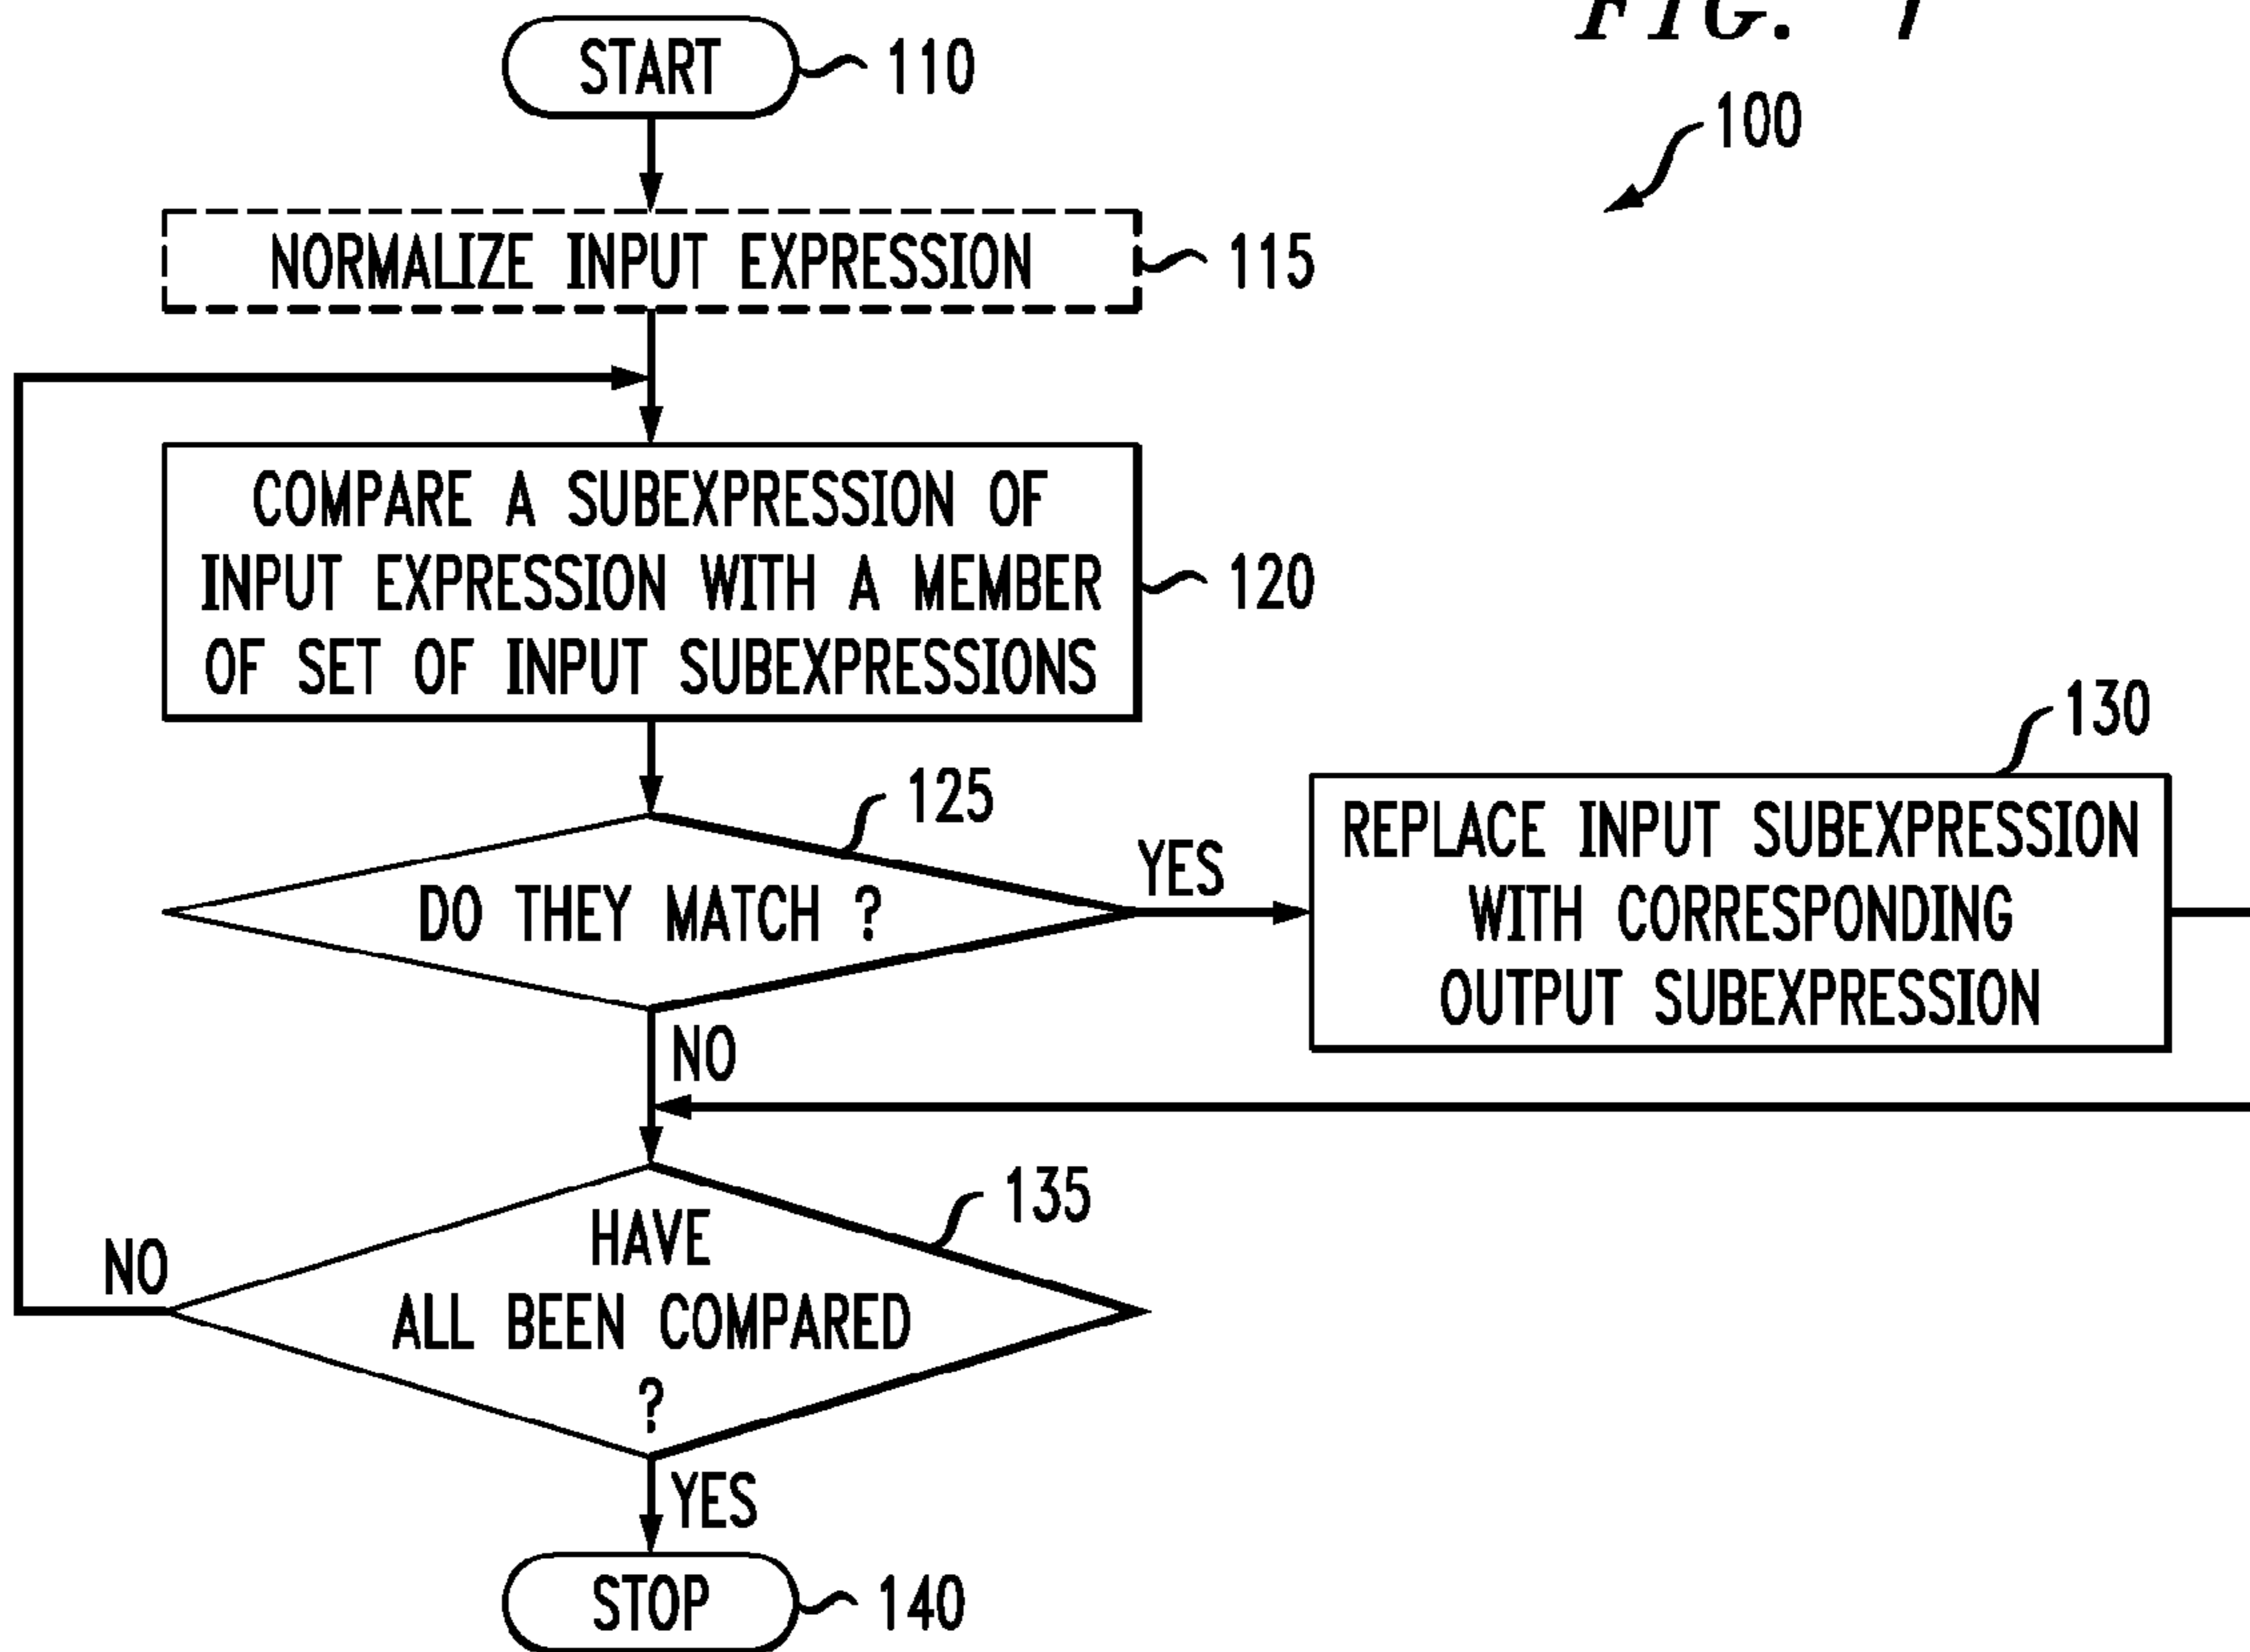 FIG. 1
START
110
100
NORMALIZE INPUT EXPRESSION
115
COMPARE A SUBEXPRESSION OF
INPUT EXPRESSION WITH A MEMBER
OF SET OF INPUT SUBEXPRESSIONS
120
130
125
YES
REPLACE INPUT SUBEXPRESSION
WITH CORRESPONDING
OUTPUT SUBEXPRESSION
DO THEY MATCH ?
NO
135
HAVE
ALL BEEN COMPARED
?
NO
YES
STOP
140